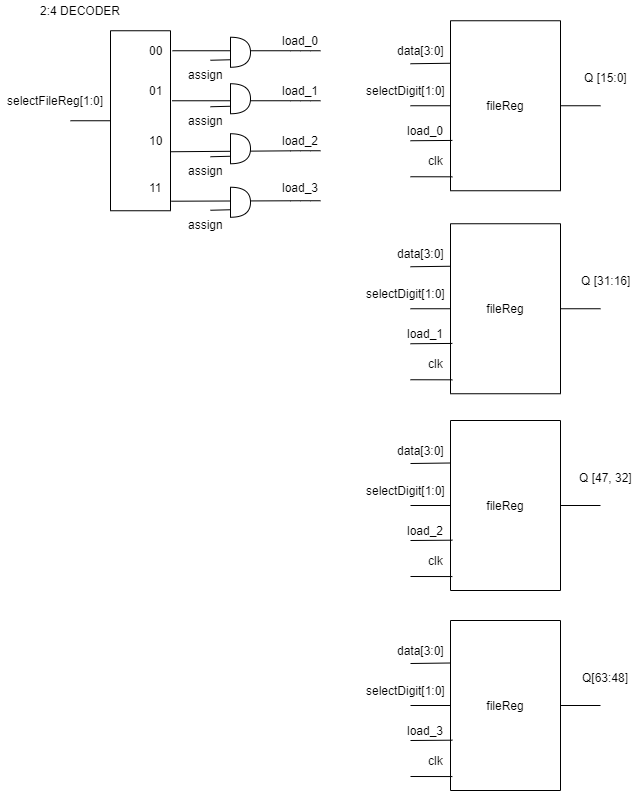 2:4 DECODER
selectFileReg[1:0]
00
01
10
11
assign
assign
assign
assign
load_0
load_1
load_2
load_3
data[3:0]
selectDigit[1:0]
load_0
clk
fileReg
Q [15:0]
data[3:0]
selectDigit[1:0]
load_1
clk
fileReg
Q [31:16]
data[3:0]
selectDigit[1:0]
load_2
clk
fileReg
Q [47, 32]
data[3:0]
selectDigit[1:0]
load_3
clk
fileReg
Q[63:48]